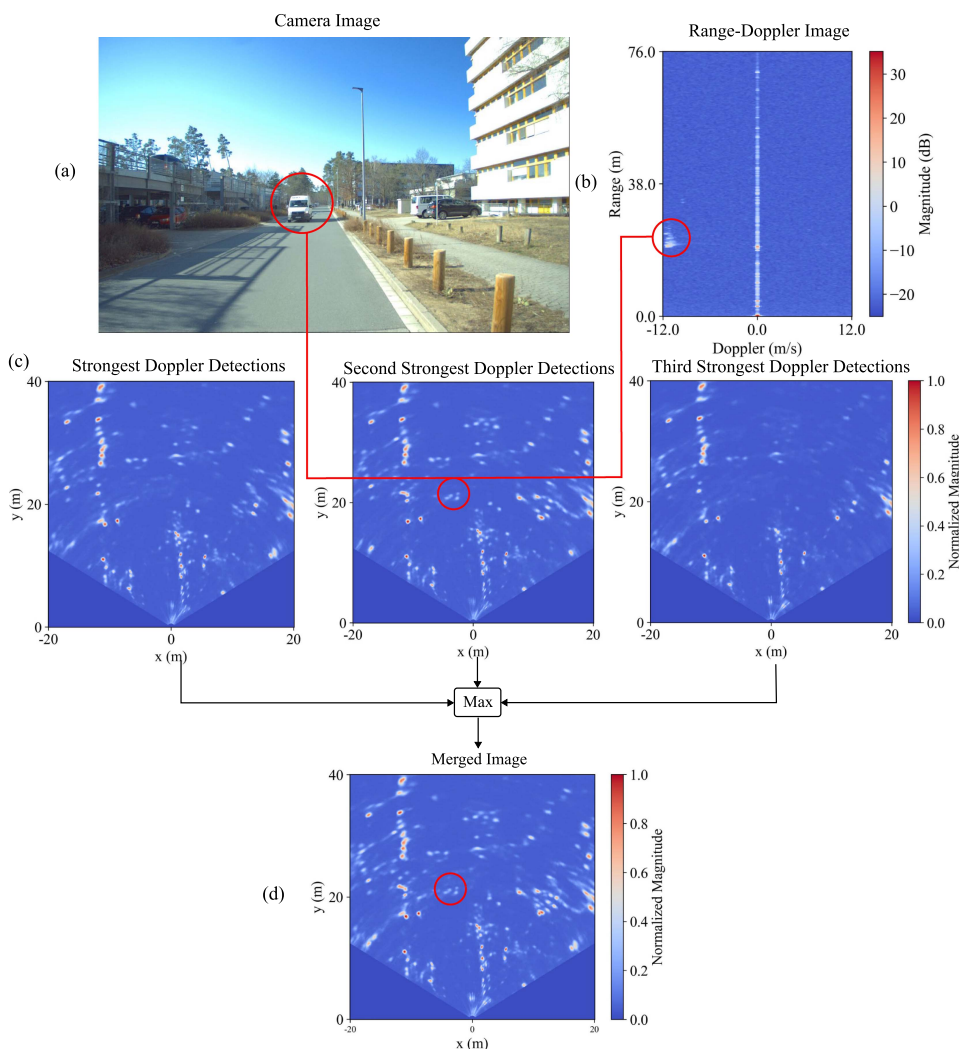 Camera Image
(a)
Range-Doppler Image
(b)
Range (m)
76.0
38.0
0.0
-12.0
0.0
12.0
Doppler (m/s)
30
20
10
0
−10
−20
Magnitude (dB)
(c)
Strongest Doppler Detections
y (m)
40
20
0
-20
0
20
x (m)
Second Strongest Doppler Detections
y (m)
40
20
0
-20
0
20
x (m)
Third Strongest Doppler Detections
y (m)
40
20
0
-20
0
20
x (m)
1.0
0.8
0.6
0.4
0.2
0.0
Normalized Magnitude
Max
Merged Image
(d)
y (m)
40
20
0
-20
0
20
x (m)
1.0
0.8
0.6
0.4
0.2
0.0
Normalized Magnitude